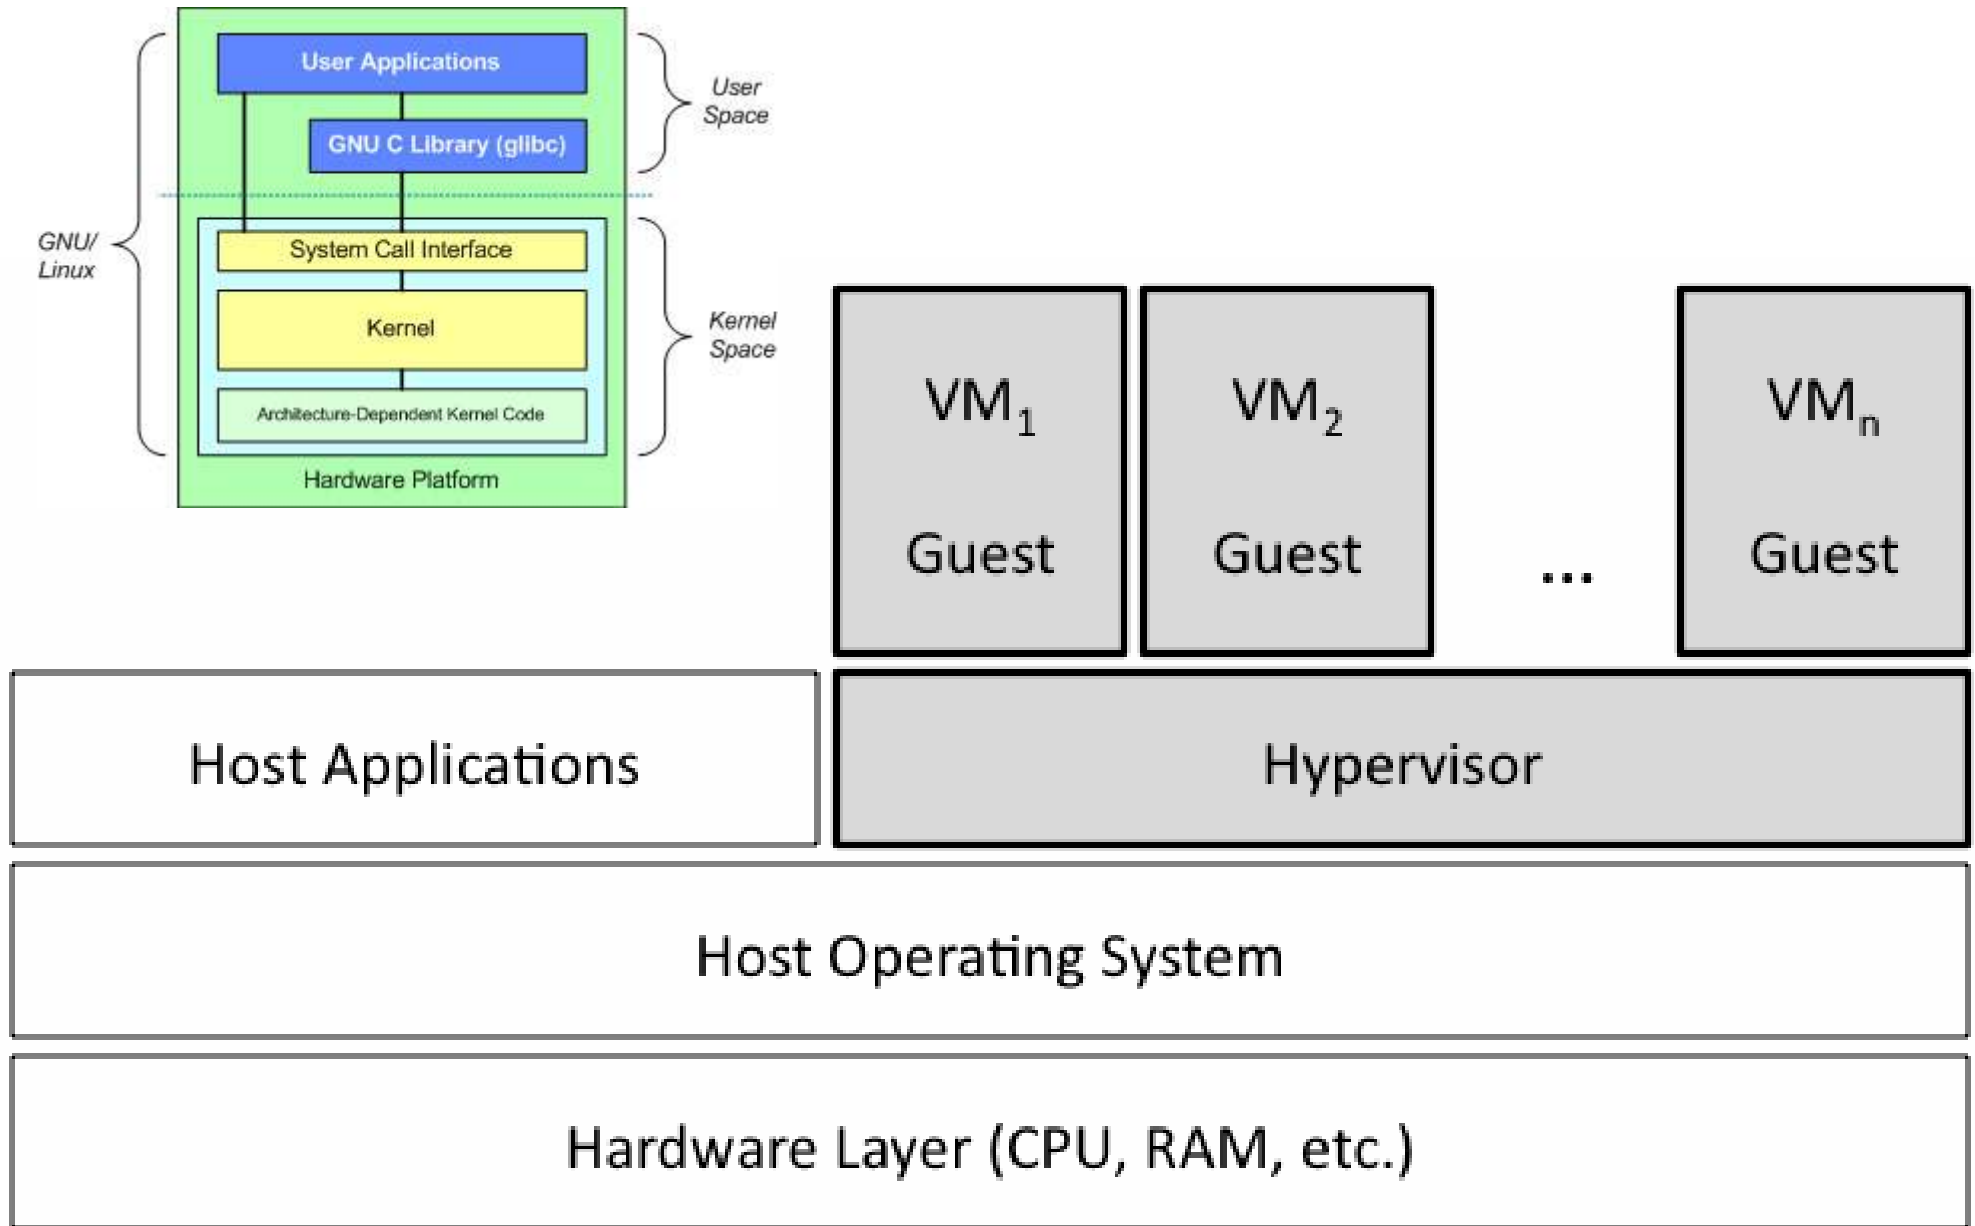 User Applications
GNU C Library (glibc)
User
Space
GNU/
Linux
System Call Interface
Kernel
Architecture-Dependent Kernel Code
Hardware Platform
Kernel
Space
VM1
Guest
VM2
Guest
...
VMn
Guest
Host Applications
Hypervisor
Host Operating System
Hardware Layer (CPU, RAM, etc.)